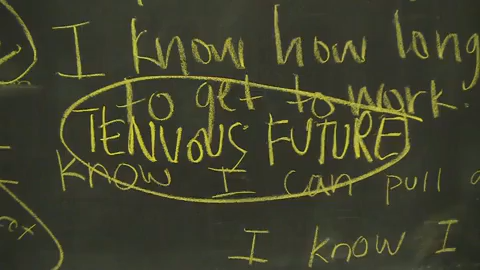 I know how long
to get to work.
TENUOUS FUTURE
know I can pull
I know I